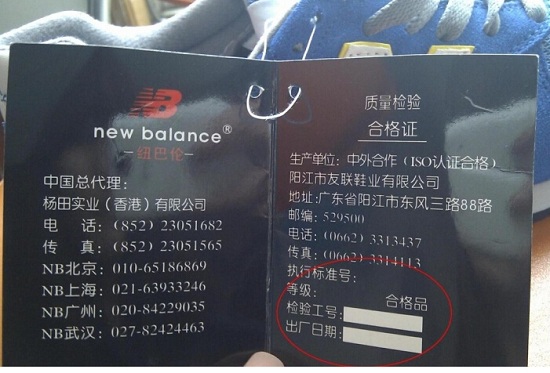 new balance®
—纽巴伦—
中国总代理：
杨田实业（香港）有限公司
电 话：(852) 23051682
传 真：(852) 23051565
NB北京：010-65186869
NB上海：021-63933246
NB广州：020-84229035
NB武汉：027-82424463
质量检验
合格证
生产单位：中外合作（ISO认证合格）
阳江市友联鞋业有限公司
地址：广东省阳江市东风三路88路
邮编：529500
电话：(0662) 3313437
传真：(0662) 3314113
执行标准号：
等级： 合格品
检验工号：
出厂日期：